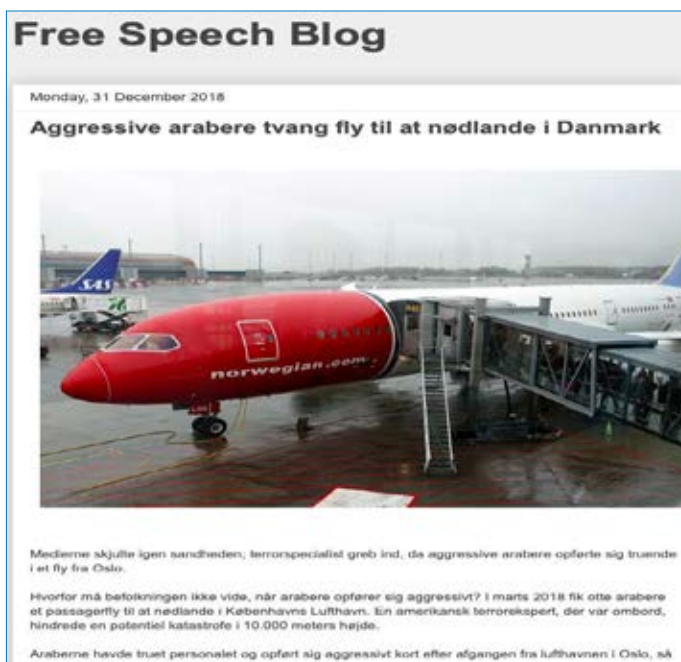 Free Speech Blog
Monday, 31 December 2018
Aggressive arabere tvang fly til at nødlande i Danmark
SAS
norwegian.com
Medierne skjulte igen sandheden; terrorspecialist greb ind, da aggressive arabere opførte sig truende
i et fly fra Oslo.
Hvorfor må befolkningen ikke vide, når arabere opfører sig aggressivt? I marts 2018 fik otte arabere
et passagerfly til at nødlande i Københavns Lufthavn. En amerikansk terrorekspert, der var ombord,
hindrede en potentiel katastrofe i 10.000 meters højde.
Araberne havde truet personalet og opført sig aggressivt kort efter afgangen fra lufthavnen i Oslo, så